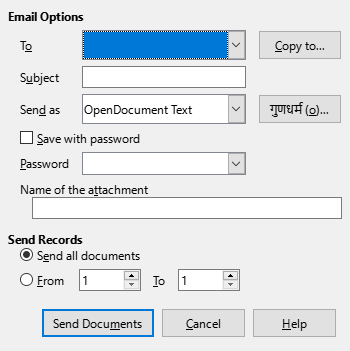 Email Options
To
Copy to...
Subject
Send as OpenDocument Text गुणधर्म (o)...
Save with password
Password
Name of the attachment
Send Records
Send all documents
From 1 To 1
Send Documents Cancel Help